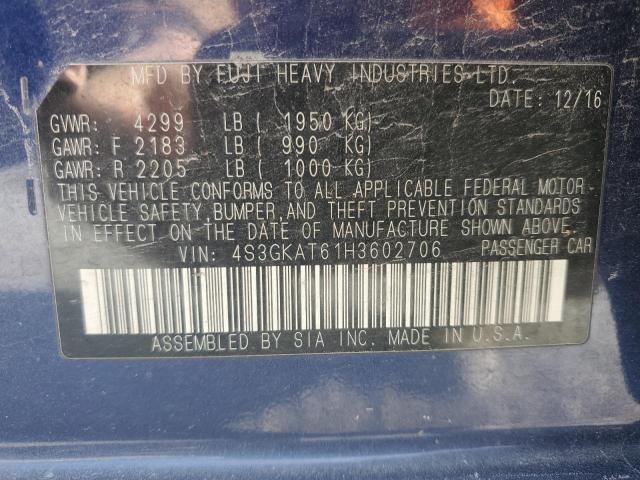 MFD BY FUJI HEAVY INDUSTRIES LTD.
DATE: 12/16
GVWR: 4299 LB ( 1950 KG)
GAWR: F 2183 LB ( 990 KG)
GAWR: R 2205 LB ( 1000 KG)
THIS VEHICLE CONFORMS TO ALL APPLICABLE FEDERAL MOTOR-
VEHICLE SAFETY, BUMPER, AND THEFT PREVENTION STANDARDS
IN EFFECT ON THE DATE OF MANUFACTURE SHOWN ABOVE.
VIN: 4S3GKAT61H3602706 PASSENGER CAR
ASSEMBLED BY SIA INC. MADE IN U.S.A.